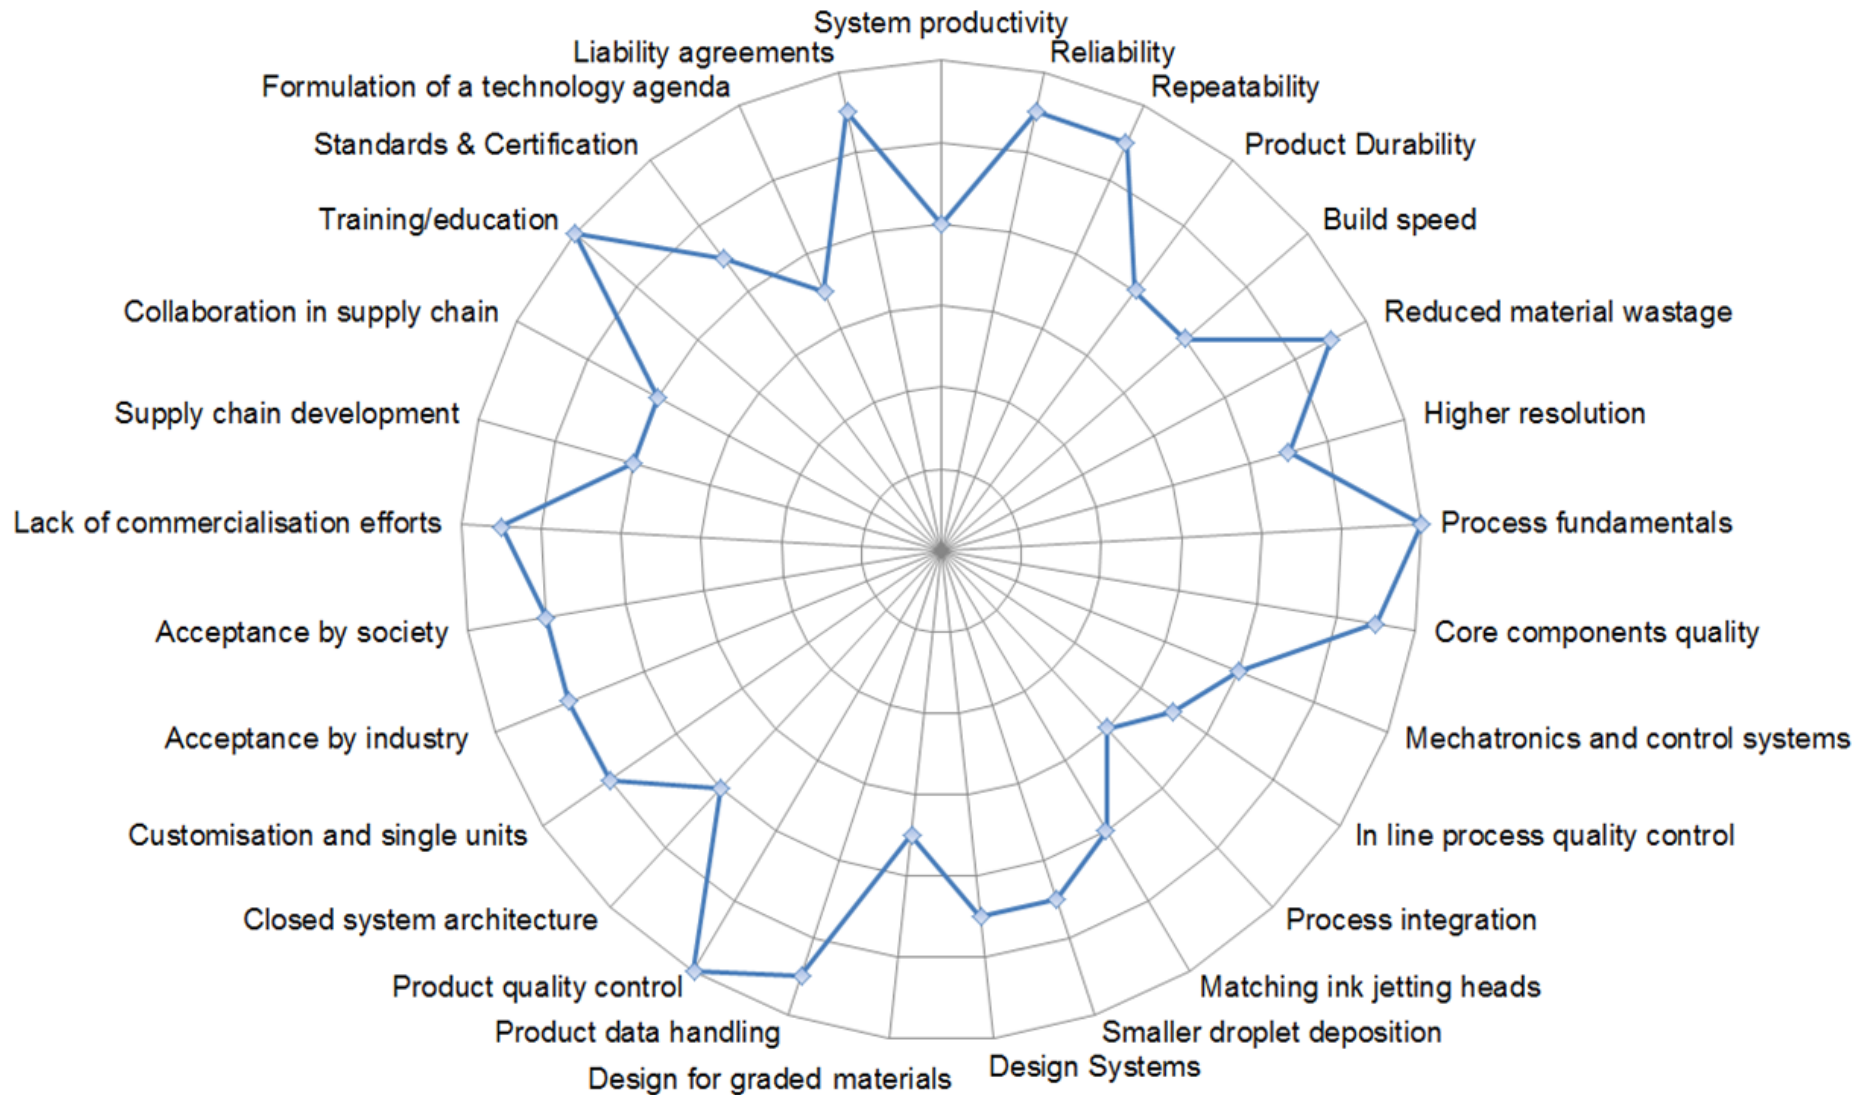 System productivity
Reliability
Repeatability
Product Durability
Build speed
Reduced material wastage
Higher resolution
Process fundamentals
Core components quality
Mechatronics and control systems
In line process quality control
Process integration
Matching ink jetting heads
Smaller droplet deposition
Design Systems
Design for graded materials
Product data handling
Product quality control
Closed system architecture
Customisation and single units
Acceptance by industry
Acceptance by society
Lack of commercialisation efforts
Supply chain development
Collaboration in supply chain
Training/education
Standards & Certification
Formulation of a technology agenda
Liability agreements